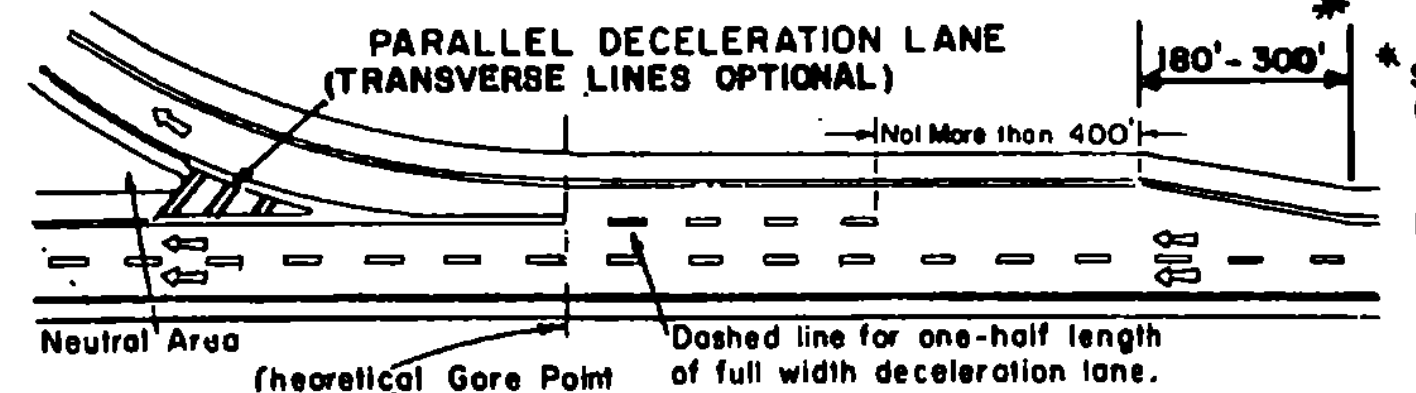 PARALLEL DECELERATION LANE
(TRANSVERSE LINES OPTIONAL)
*
180'-300'
*
Not More than 400'
Neutral Area
Theoretical Gore Point
Dashed line for one-half length
of full width deceleration lane.